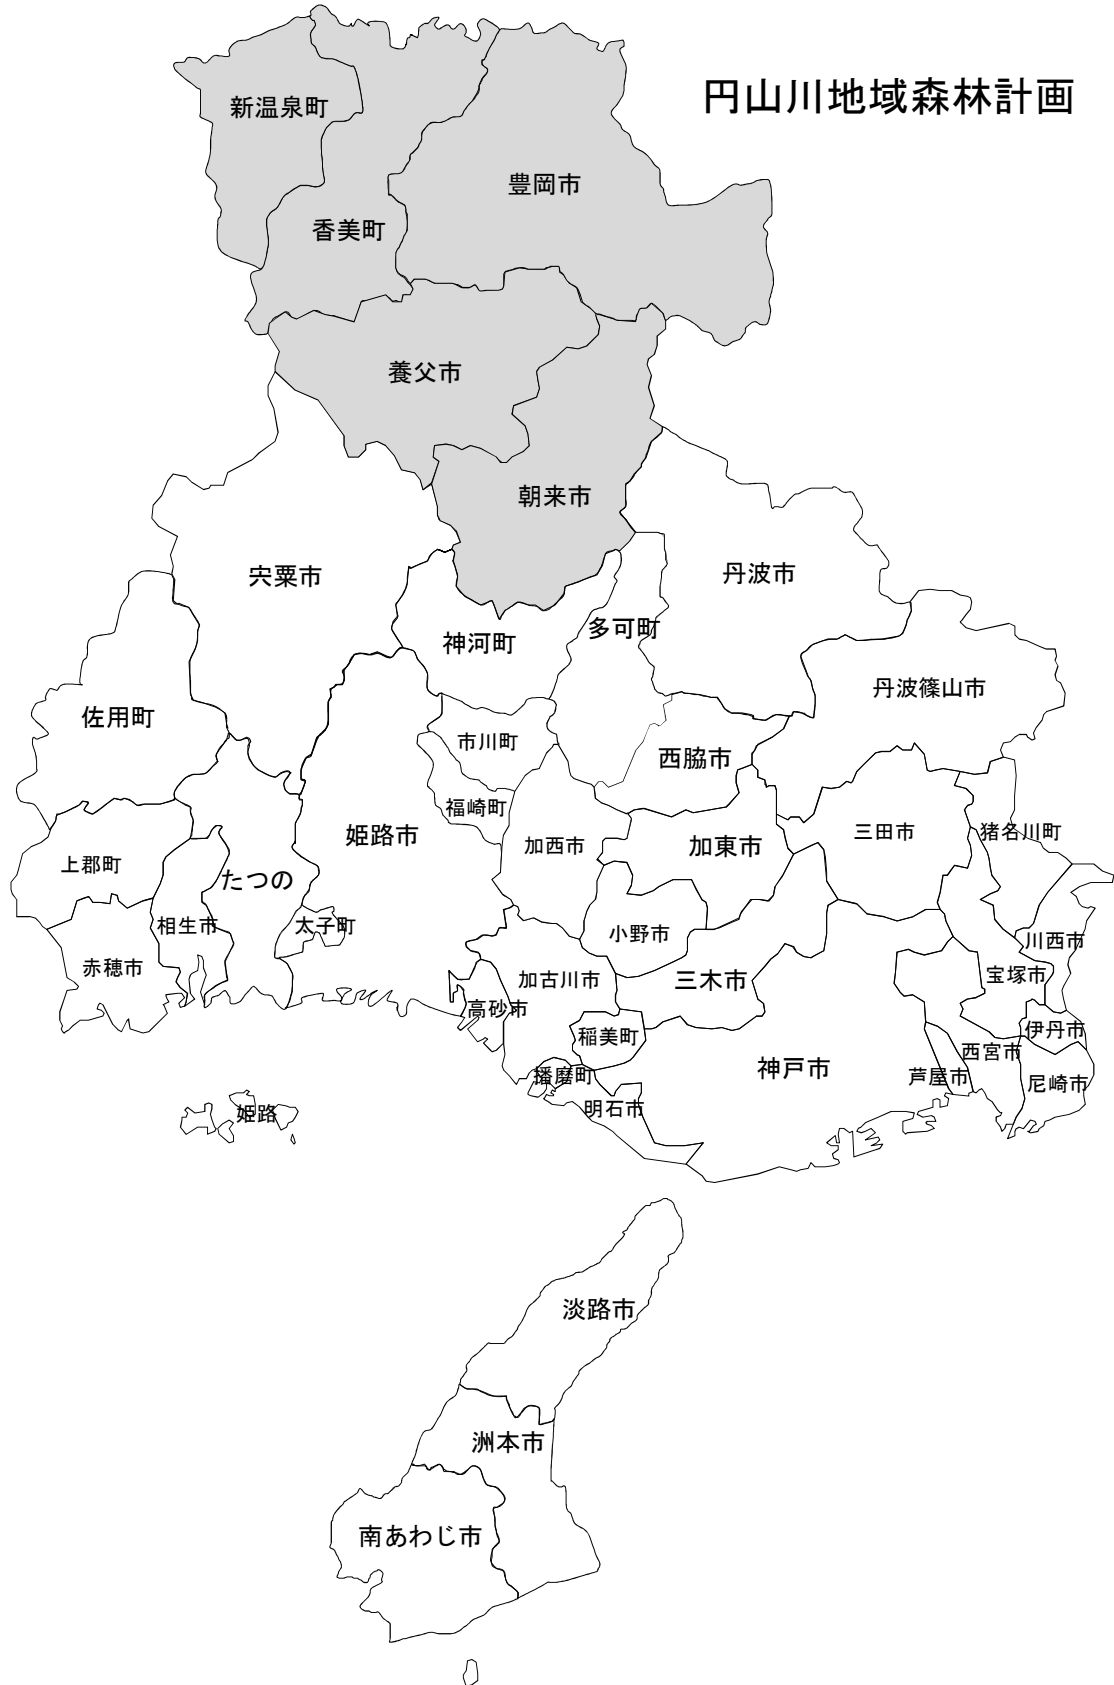 円山川地域森林計画
新温泉町
豊岡市
香美町
養父市
朝来市
宍粟市
丹波市
多可町
神河町
丹波篠山市
佐用町
市川町
西脇市
福崎町
姫路市
加西市
加東市
三田市
猪名川町
上郡町
たつの
相生市
太子町
小野市
川西市
赤穂市
加古川市
三木市
宝塚市
高砂市
稲美町
伊丹市
西宮市
神戸市
播磨町
芦屋市
尼崎市
明石市
姫路
淡路市
洲本市
南あわじ市